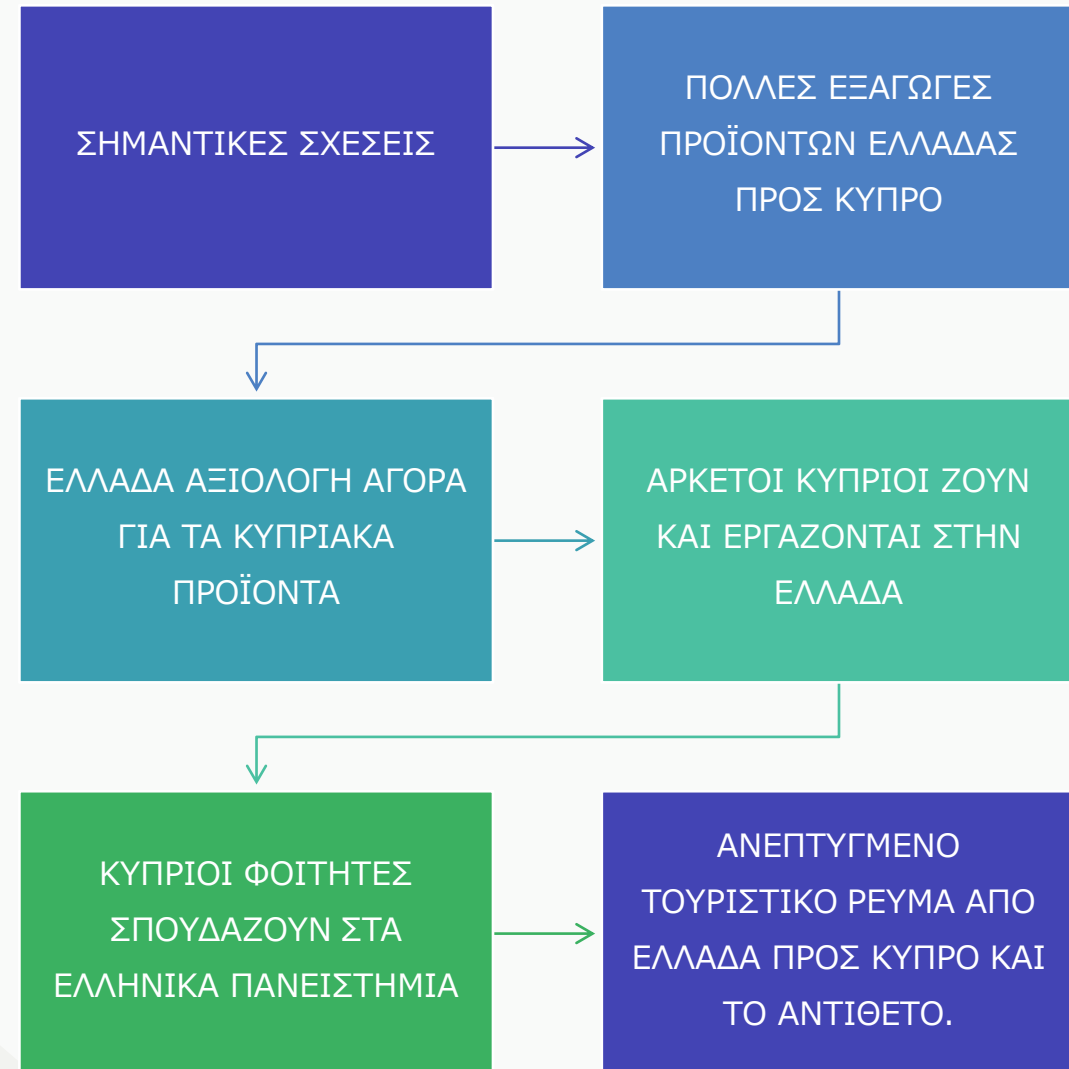 ΣΗΜΑΝΤΙΚΕΣ ΣΧΕΣΕΙΣ
ΠΟΛΛΕΣ ΕΞΑΓΩΓΕΣ
ΠΡΟΪΟΝΤΩΝ ΕΛΛΑΔΑΣ
ΠΡΟΣ ΚΥΠΡΟ
ΕΛΛΑΔΑ ΑΞΙΟΛΟΓΗ ΑΓΟΡΑ
ΓΙΑ ΤΑ ΚΥΠΡΙΑΚΑ
ΠΡΟΪΟΝΤΑ
ΑΡΚΕΤΟΙ ΚΥΠΡΙΟΙ ΖΟΥΝ
ΚΑΙ ΕΡΓΑΖΟΝΤΑΙ ΣΤΗΝ
ΕΛΛΑΔΑ
ΚΥΠΡΙΟΙ ΦΟΙΤΗΤΕΣ
ΣΠΟΥΔΑΖΟΥΝ ΣΤΑ
ΕΛΛΗΝΙΚΑ ΠΑΝΕΙΣΤΗΜΙΑ
ΑΝΕΠΤΥΓΜΕΝΟ
ΤΟΥΡΙΣΤΙΚΟ ΡΕΥΜΑ ΑΠΟ
ΕΛΛΑΔΑ ΠΡΟΣ ΚΥΠΡΟ ΚΑΙ
ΤΟ ΑΝΤΙΘΕΤΟ.